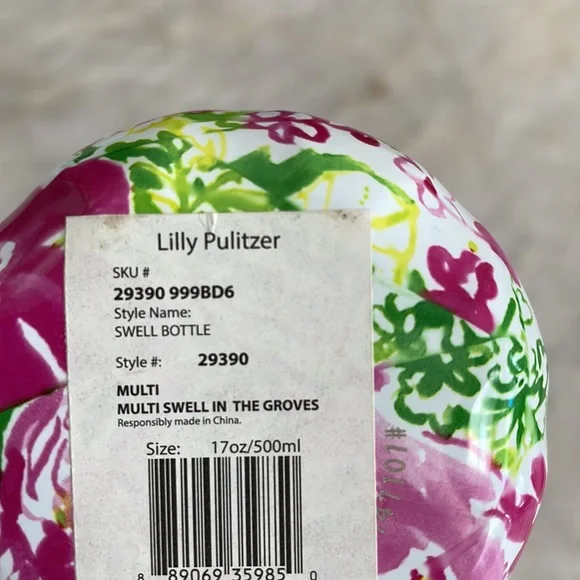 Lilly Pulitzer
SKU #
29390 999BD6
Style Name:
SWELL BOTTLE
Style #: 29390
MULTI
MULTI SWELL IN THE GROVES
Responsibly made in China.
Size: 17oz/500ml
8 89069 35985 0